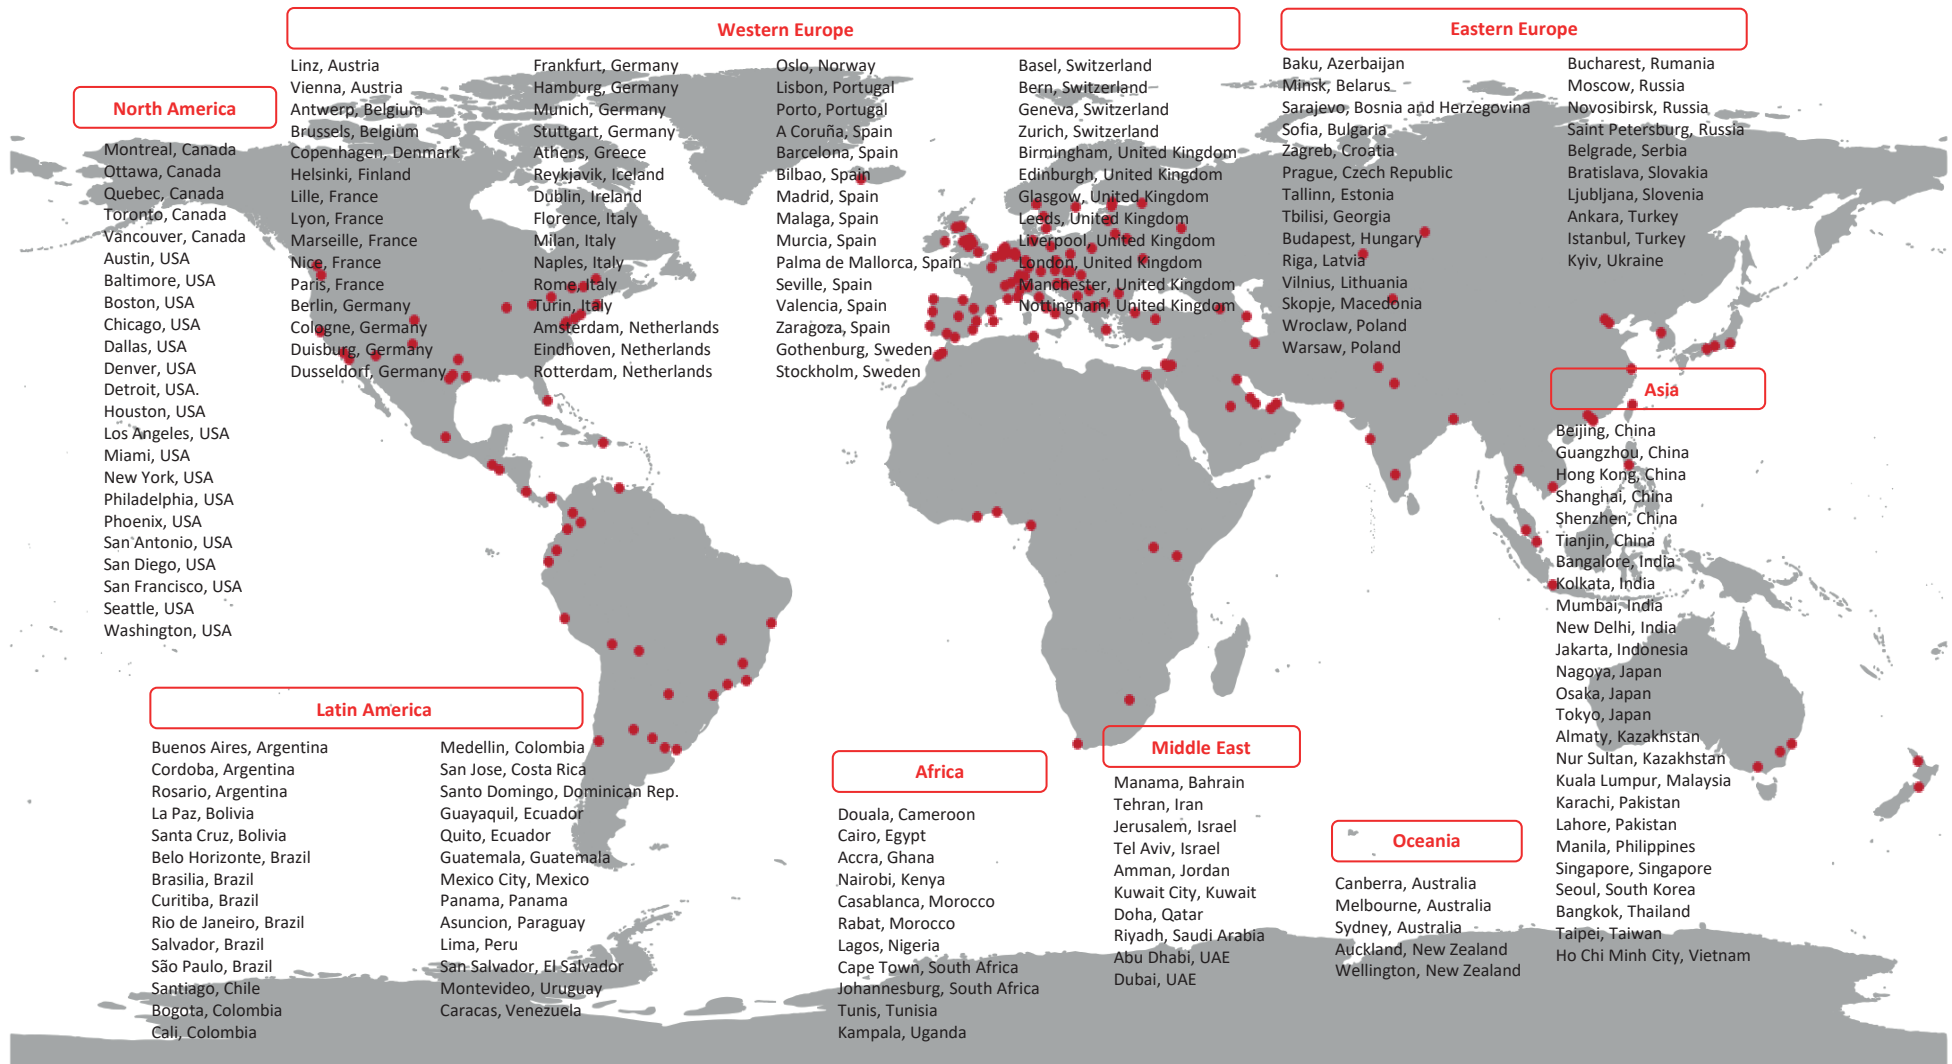 Western Europe
Linz, Austria
Vienna, Austria
Antwerp, Belgium
Brussels, Belgium
Copenhagen, Denmark
Helsinki, Finland
Lille, France
Lyon, France
Marseille, France
Nice, France
Paris, France
Berlin, Germany
Cologne, Germany
Duisburg, Germany
Dusseldorf, Germany
Frankfurt, Germany
Hamburg, Germany
Munich, Germany
Stuttgart, Germany
Athens, Greece
Reykjavik, Iceland
Dublin, Ireland
Florence, Italy
Milan, Italy
Naples, Italy
Rome, Italy
Turin, Italy
Amsterdam, Netherlands
Eindhoven, Netherlands
Rotterdam, Netherlands
Oslo, Norway
Lisbon, Portugal
Porto, Portugal
A Coruña, Spain
Barcelona, Spain
Bilbao, Spain
Madrid, Spain
Malaga, Spain
Murcia, Spain
Palma de Mallorca, Spain
Seville, Spain
Valencia, Spain
Zaragoza, Spain
Gothenburg, Sweden
Stockholm, Sweden
Basel, Switzerland
Bern, Switzerland
Geneva, Switzerland
Zurich, Switzerland
Birmingham, United Kingdom
Edinburgh, United Kingdom
Glasgow, United Kingdom
Leeds, United Kingdom
Liverpool, United Kingdom
London, United Kingdom
Manchester, United Kingdom
Nottingham, United Kingdom
Eastern Europe
Baku, Azerbaijan
Minsk, Belarus
Sarajevo, Bosnia and Herzegovina
Sofia, Bulgaria
Zagreb, Croatia
Prague, Czech Republic
Tallinn, Estonia
Tbilisi, Georgia
Budapest, Hungary
Riga, Latvia
Vilnius, Lithuania
Skopje, Macedonia
Wroclaw, Poland
Warsaw, Poland
Bucharest, Rumania
Moscow, Russia
Novosibirsk, Russia
Saint Petersburg, Russia
Belgrade, Serbia
Bratislava, Slovakia
Ljubljana, Slovenia
Ankara, Turkey
Istanbul, Turkey
Kyiv, Ukraine
North America
Montreal, Canada
Ottawa, Canada
Quebec, Canada
Toronto, Canada
Vancouver, Canada
Austin, USA
Baltimore, USA
Boston, USA
Chicago, USA
Dallas, USA
Denver, USA
Detroit, USA.
Houston, USA
Los Angeles, USA
Miami, USA
New York, USA
Philadelphia, USA
Phoenix, USA
San Antonio, USA
San Diego, USA
San Francisco, USA
Seattle, USA
Washington, USA
Asia
Beijing, China
Guangzhou, China
Hong Kong, China
Shanghai, China
Shenzhen, China
Tianjin, China
Bangalore, India
Kolkata, India
Mumbai, India
New Delhi, India
Jakarta, Indonesia
Nagoya, Japan
Osaka, Japan
Tokyo, Japan
Almaty, Kazakhstan
Nur Sultan, Kazakhstan
Kuala Lumpur, Malaysia
Karachi, Pakistan
Lahore, Pakistan
Manila, Philippines
Singapore, Singapore
Seoul, South Korea
Bangkok, Thailand
Taipei, Taiwan
Ho Chi Minh City, Vietnam
Latin America
Buenos Aires, Argentina
Cordoba, Argentina
Rosario, Argentina
La Paz, Bolivia
Santa Cruz, Bolivia
Belo Horizonte, Brazil
Brasilia, Brazil
Curitiba, Brazil
Rio de Janeiro, Brazil
Salvador, Brazil
São Paulo, Brazil
Santiago, Chile
Bogota, Colombia
Cali, Colombia
Medellin, Colombia
San Jose, Costa Rica
Santo Domingo, Dominican Rep.
Guayaquil, Ecuador
Quito, Ecuador
Guatemala, Guatemala
Mexico City, Mexico
Panama, Panama
Asuncion, Paraguay
Lima, Peru
San Salvador, El Salvador
Montevideo, Uruguay
Caracas, Venezuela
Africa
Douala, Cameroon
Cairo, Egypt
Accra, Ghana
Nairobi, Kenya
Casablanca, Morocco
Rabat, Morocco
Lagos, Nigeria
Cape Town, South Africa
Johannesburg, South Africa
Tunis, Tunisia
Kampala, Uganda
Middle East
Manama, Bahrain
Tehran, Iran
Jerusalem, Israel
Tel Aviv, Israel
Amman, Jordan
Kuwait City, Kuwait
Doha, Qatar
Riyadh, Saudi Arabia
Abu Dhabi, UAE
Dubai, UAE
Oceania
Canberra, Australia
Melbourne, Australia
Sydney, Australia
Auckland, New Zealand
Wellington, New Zealand